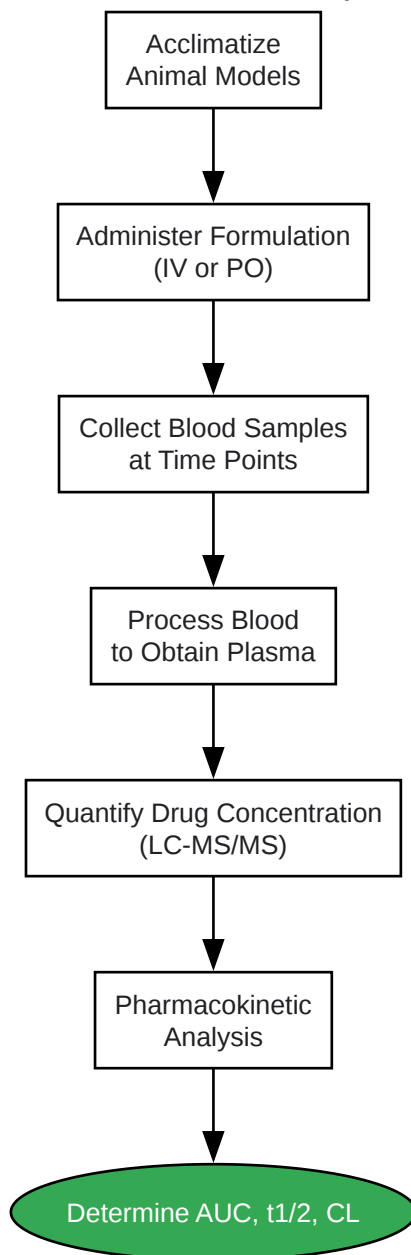 Acclimatize
Animal Models
Administer Formulation
(IV or PO)
Collect Blood Samples
at Time Points
Process Blood
to Obtain Plasma
Quantify Drug Concentration
(LC-MS/MS)
Pharmacokinetic
Analysis
Determine AUC, t1/2, CL